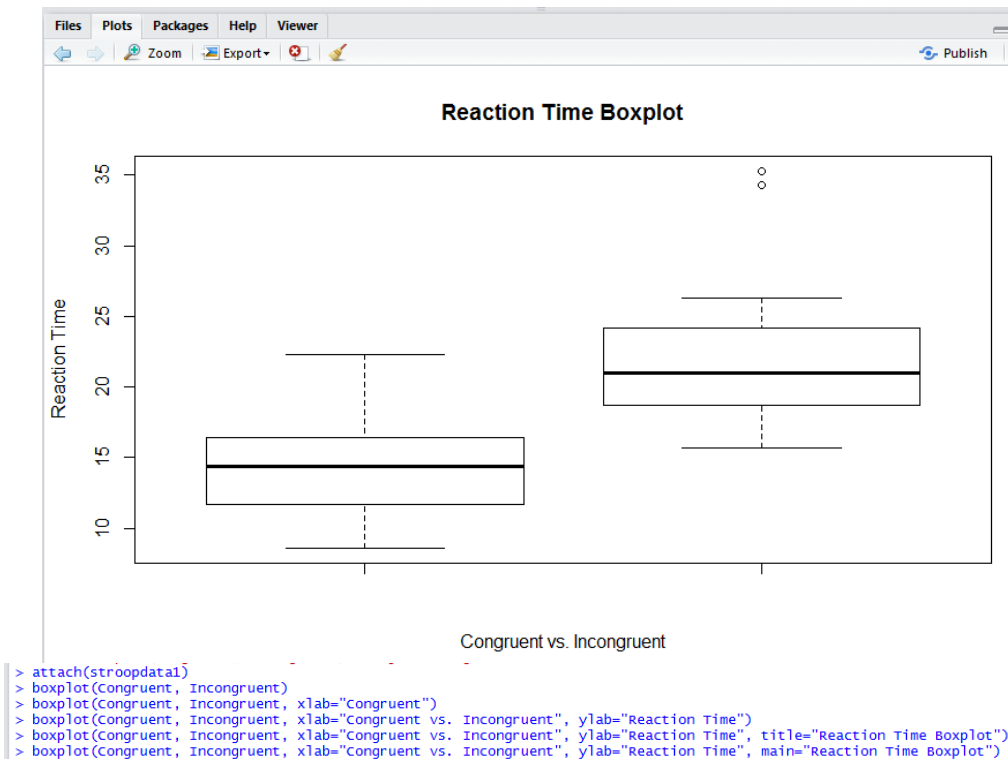 Files Plots Packages Help Viewer
Zoom Export Publish
Reaction Time Boxplot
35
30
25
20
15
10
Reaction Time
Congruent vs. Incongruent
> attach(stroopdata1)
> boxplot(Congruent, Incongruent)
> boxplot(Congruent, Incongruent, xlab="Congruent")
> boxplot(Congruent, Incongruent, xlab="Congruent vs. Incongruent", ylab="Reaction Time")
> boxplot(Congruent, Incongruent, xlab="Congruent vs. Incongruent", ylab="Reaction Time", title="Reaction Time Boxplot")
> boxplot(Congruent, Incongruent, xlab="Congruent vs. Incongruent", ylab="Reaction Time", main="Reaction Time Boxplot")